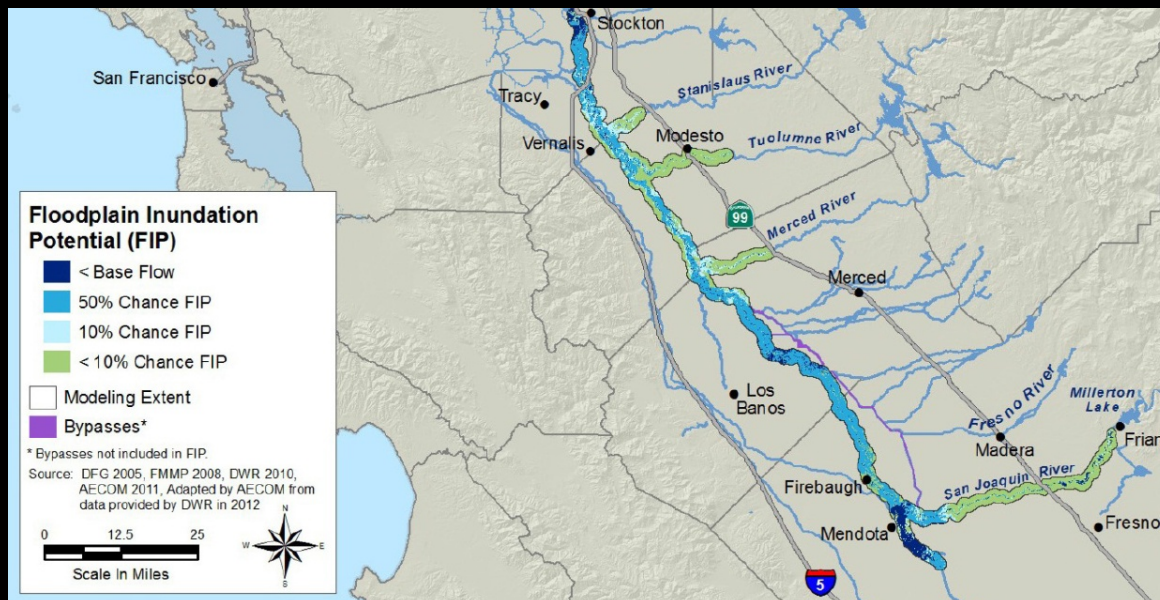 Stockton
San Francisco
Stanislaus River
Tracy
Tuolumne River
Modesto
Vernalis
99
Merced River
Merced
Los
Banos
Fresno River
Millerton
Lake
Madera
Frian
San Joaquin River
Firebaugh
Mendota
Fresno
5
Floodplain Inundation
Potential (FIP)
< Base Flow
50% Chance FIP
10% Chance FIP
< 10% Chance FIP
Modeling Extent
Bypasses*
* Bypasses not included in FIP.
Source: DFG 2005, FMMP 2008, DWR 2010,
AECOM 2011, Adapted by AECOM from
data provided by DWR in 2012
0 12.5 25
Scale In Miles
N
W E
S